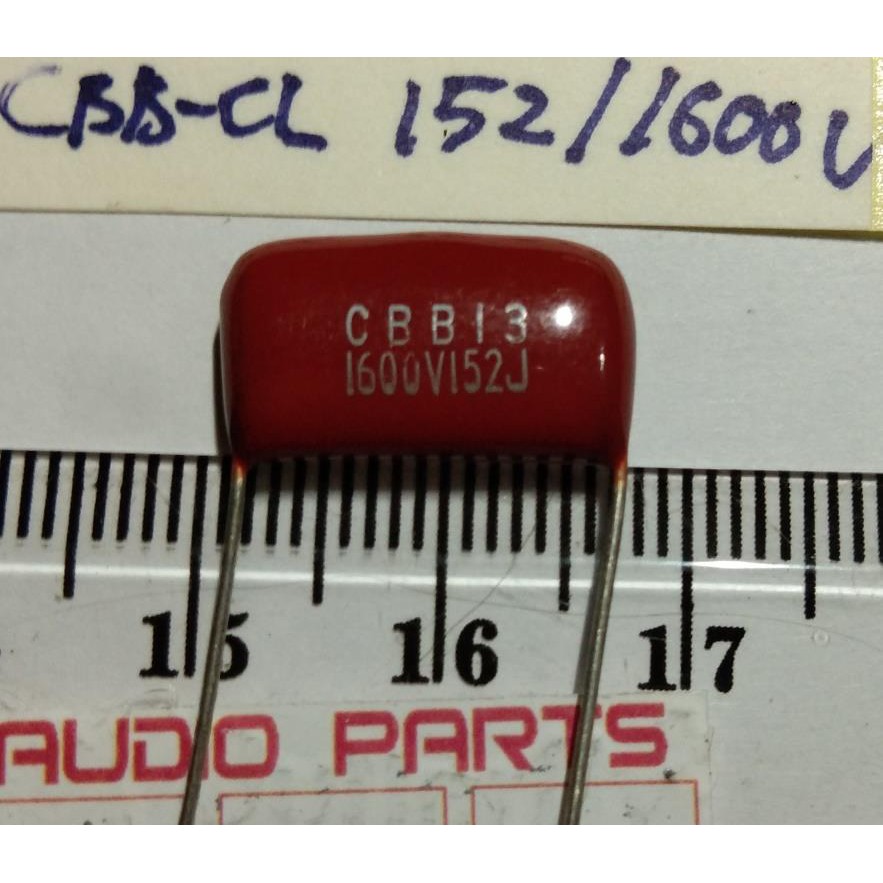 CBB-CL 152/1600V
CBB13
1600V152J
15 16 17
AUDIO PARTS